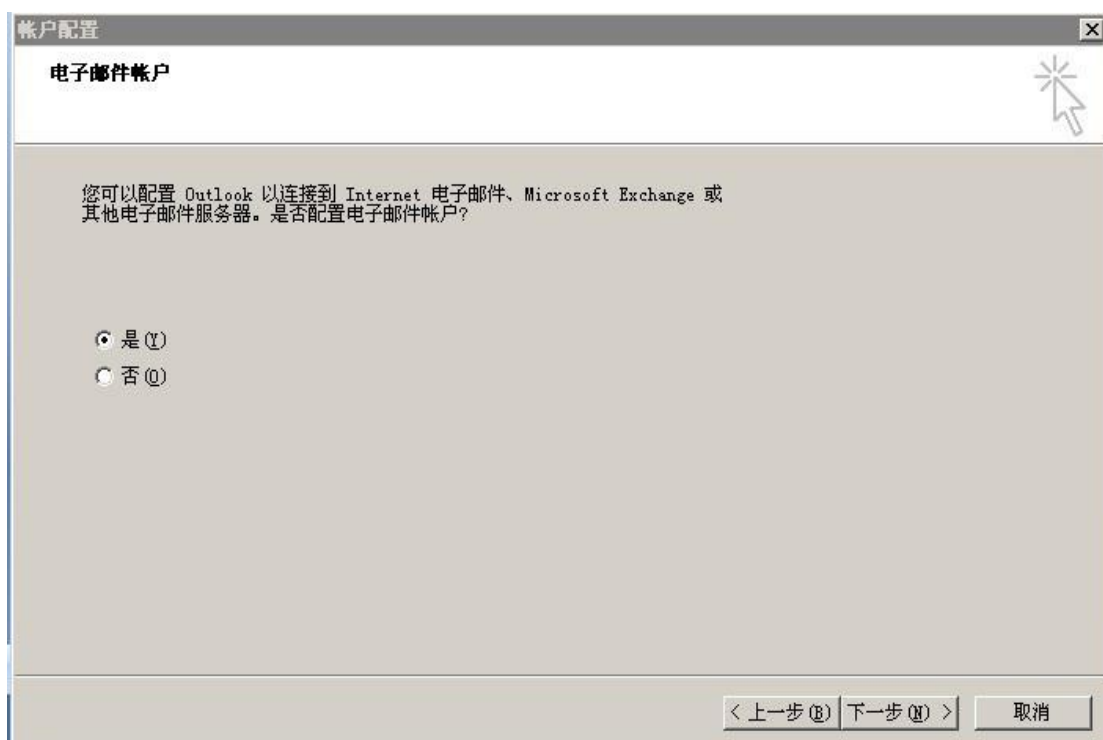 帐户配置
电子邮件帐户
您可以配置 Outlook 以连接到 Internet 电子邮件、Microsoft Exchange 或
其他电子邮件服务器。是否配置电子邮件帐户?
是(Y)
否(O)
< 上一步(B) 下一步(N) > 取消